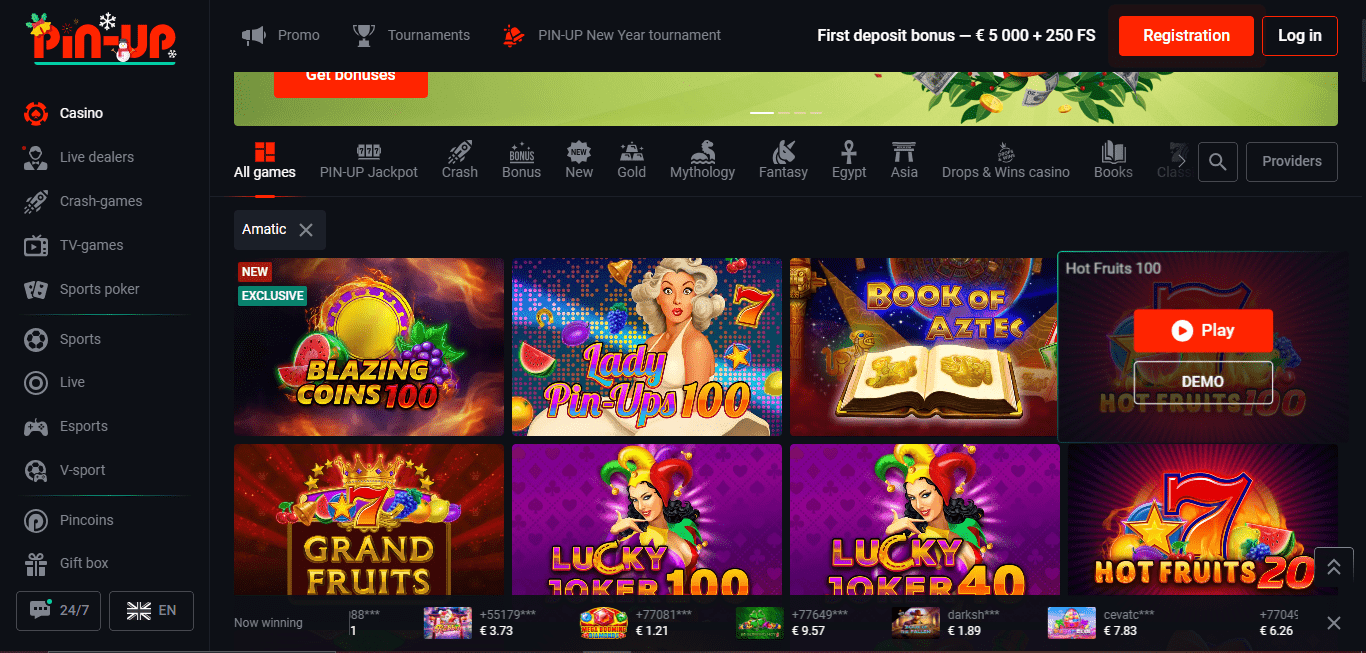 PiN-UP
Promo
Tournaments
PIN-UP New Year tournament
First deposit bonus — € 5 000 + 250 FS
Registration
Log in
Casino
Live dealers
Crash-games
TV-games
Sports poker
Sports
Live
Esports
V-sport
Pincoins
Gift box
24/7
EN
Get bonuses
All games
PIN-UP Jackpot
Crash
BONUS
Bonus
NEW
New
Gold
Mythology
Fantasy
Egypt
Asia
Drops & Wins casino
Books
Class
Providers
Amatic
NEW
EXCLUSIVE
BLAZING
COINS 100
Lady
Pin-Ups 100
BOOK OF
AZTEC
Hot Fruits 100
Play
DEMO
HOT FRUITS 100
GRAND
FRUITS
LUCKY
JOKER 100
LUCKY
JOKER 40
HOT FRUITS 20
Now winning
88***
1
+55179***
€ 3.73
+77081***
€ 1.21
+77649***
€ 9.57
darksh***
€ 1.89
cevatc***
€ 7.83
+77049
€ 6.26